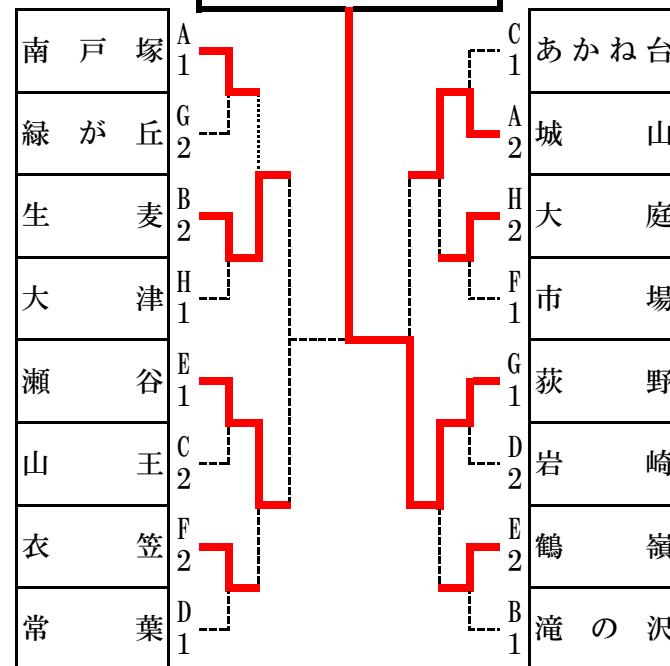 南戸塚 A1
緑が丘 G2
生麦 B2
大津 H1
瀬谷 E1
山王 C2
衣笠 F2
常葉 D1
C1 あかね台
A2 城山
H2 大庭
F1 市場
G1 荻野
D2 岩崎
E2 鶴嶺
B1 滝の沢